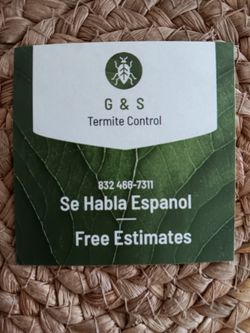 G & S
Termite Control
832 466-7311
Se Habla Espanol
Free Estimates